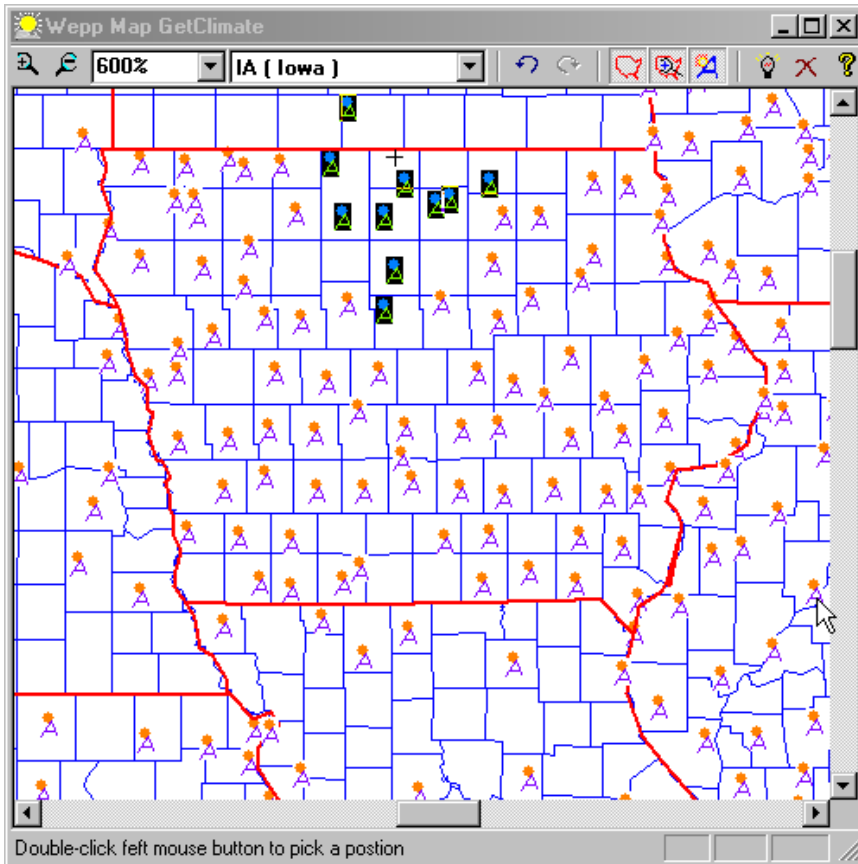 Wepp Map GetClimate
600% IA ( Iowa )
Double-click feft mouse button to pick a postion